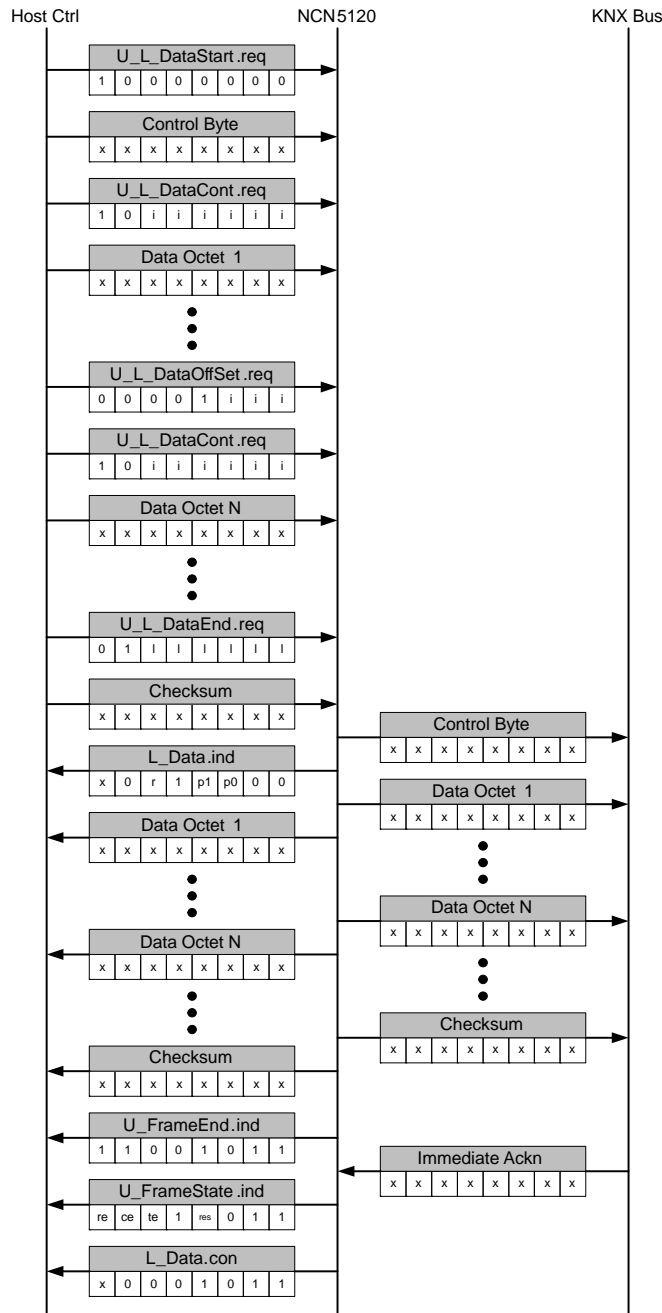 Host Ctrl NCN5120 KNX Bus
U_L_DataStart.req
1 0 0 0 0 0 0 0
Control Byte
x x x x x x x x
U_L_DataCont.req
1 0 i i i i i i
Data Octet 1
x x x x x x x x
U_L_DataOffSet.req
0 0 0 0 1 i i i
U_L_DataCont.req
1 0 i i i i i i
Data Octet N
x x x x x x x x
U_L_DataEnd.req
0 1 l l l l l l
Checksum
x x x x x x x x
Control Byte
x x x x x x x x
L_Data.ind
x 0 r 1 p1 p0 0 0
Data Octet 1
x x x x x x x x
Data Octet 1
x x x x x x x x
Data Octet N
x x x x x x x x
Data Octet N
x x x x x x x x
Checksum
x x x x x x x x
Checksum
x x x x x x x x
U_FrameEnd.ind
1 1 0 0 1 0 1 1
Immediate Ackn
x x x x x x x x
U_FrameState.ind
re ce te 1 res 0 1 1
L_Data.con
x 0 0 0 1 0 1 1